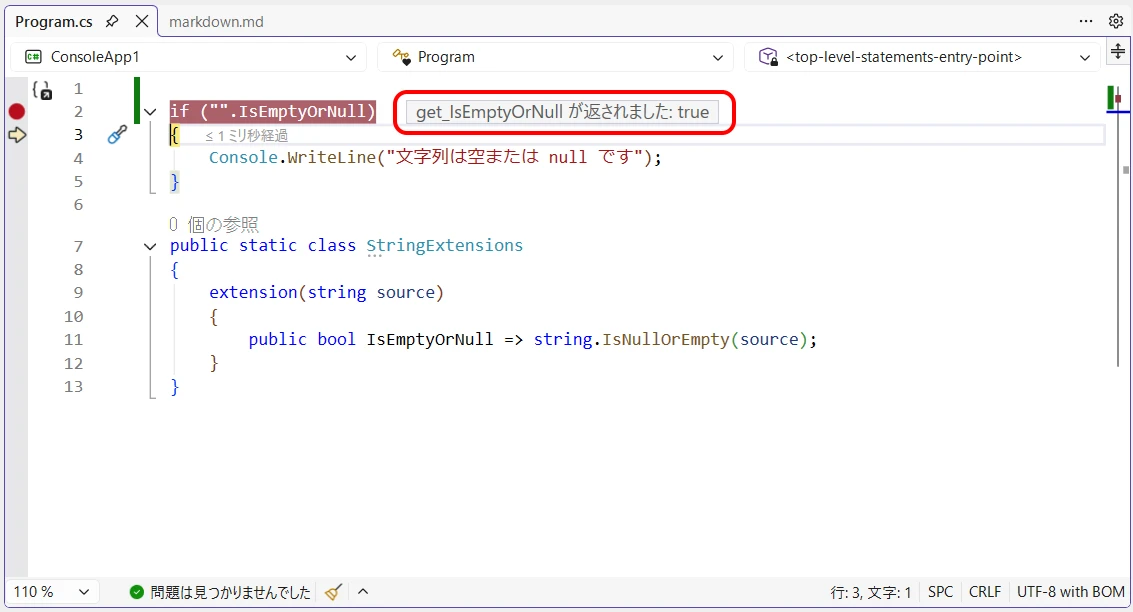 Program.cs markdown.md
ConsoleApp1 Program <top-level-statements-entry-point>
1
2 if ("".IsEmptyOrNull) get_IsEmptyOrNull が返されました: true
3 { ≤ 1 ミリ秒経過
4 Console.WriteLine("文字列は空または null です");
5 }
6
0 個の参照
7 public static class StringExtensions
8 {
9 extension(string source)
10 {
11 public bool IsEmptyOrNull => string.IsNullOrEmpty(source);
12 }
13 }
110 % 問題は見つかりませんでした 行: 3, 文字: 1 SPC CRLF UTF-8 with BOM